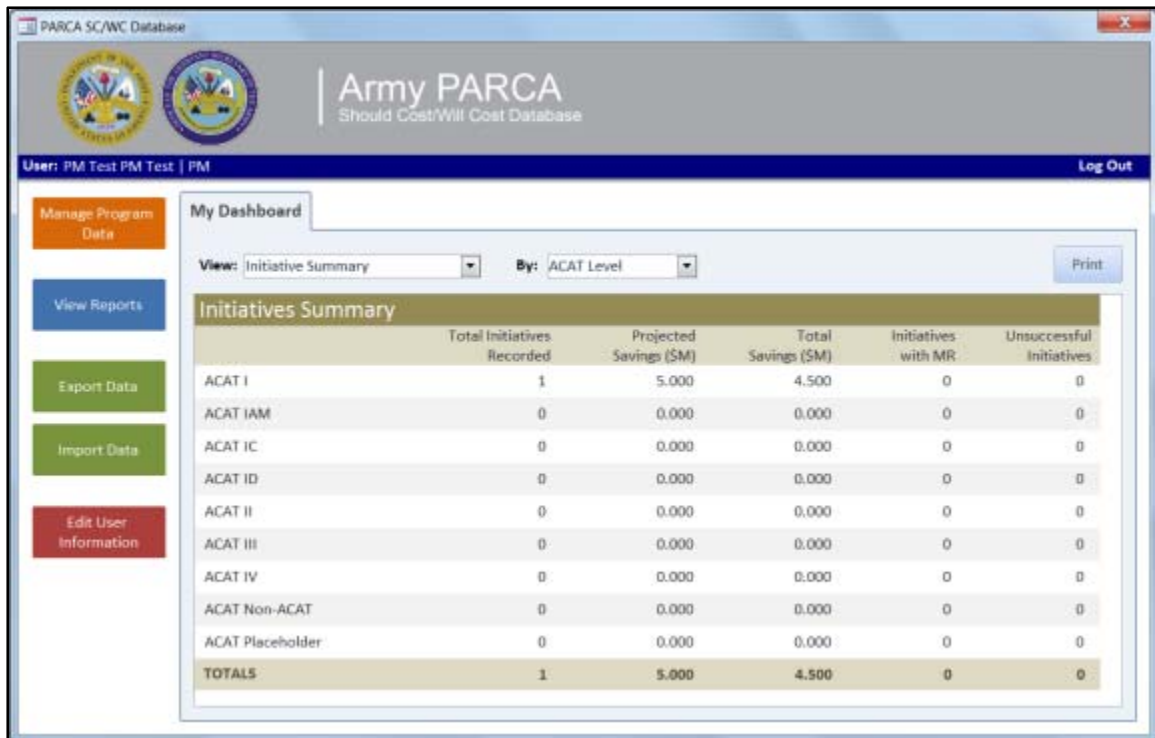 PARCA SC/WC Database
Army PARCA
Should Cost/Will Cost Database
User: PM Test PM Test | PM
Log Out
Manage Program
Data
View Reports
Export Data
Import Data
Edit User
Information
My Dashboard
View: Initiative Summary By: ACAT Level Print
Initiatives Summary
Total Initiatives Projected Total Initiatives Unsuccessful
Recorded Savings ($M) Savings ($M) with MR Initiatives
ACAT I 1 5.000 4.500 0 0
ACAT IAM 0 0.000 0.000 0 0
ACAT IC 0 0.000 0.000 0 0
ACAT ID 0 0.000 0.000 0 0
ACAT II 0 0.000 0.000 0 0
ACAT III 0 0.000 0.000 0 0
ACAT IV 0 0.000 0.000 0 0
ACAT Non-ACAT 0 0.000 0.000 0 0
ACAT Placeholder 0 0.000 0.000 0 0
TOTALS 1 5.000 4.500 0 0